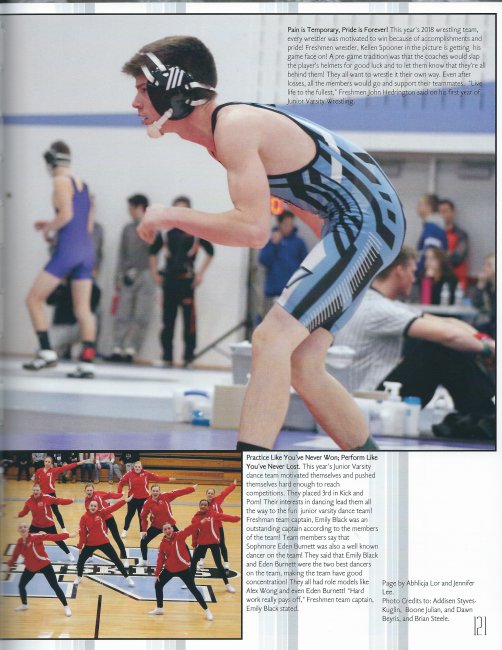 Pain is Temporary, Pride is Forever! This year's 2018 wrestling team,
every wrestler was motivated to win because of accomplishments and
pride! Freshmen wrestler, Kellen Spooner in the picture is getting his
game face on! A pre-game tradition was that the coaches would slap
the player's helmets for good luck and to let them know that they're all
behind them! They all want to wrestle it their own way. Even after
losses, all the members would go and support their teammates. "Live
life to the fullest," Freshmen John Hedrington said on his first year of
Junior Varsity Wrestling.
Practice Like You've Never Won; Perform Like
You've Never Lost. This year's Junior Varsity
dance team motivated themselves and pushed
themselves hard enough to reach
competitions. They placed 3rd in Kick and
Pom! Their interests in dancing lead them all
the way to the fun junior varsity dance team!
Freshman team captain, Emily Black was an
outstanding captain according to the members
of the team! Team members say that
Sophmore Eden Burnett was also a well known
dancer on the team! They said that Emily Black
and Eden Burnett were the two best dancers
on the team, making the team have good
concentration! They all had role models like
Alex Wong and even Eden Burnett! "Hard
work really pays off," Freshmen team captain,
Emily Black stated.
Page by Abhilicja Lor and Jennifer
Lee.
Photo Credits to: Addisen Styves-
Kuglin, Boone Julian, and Dawn
Beyris, and Brian Steele.
121